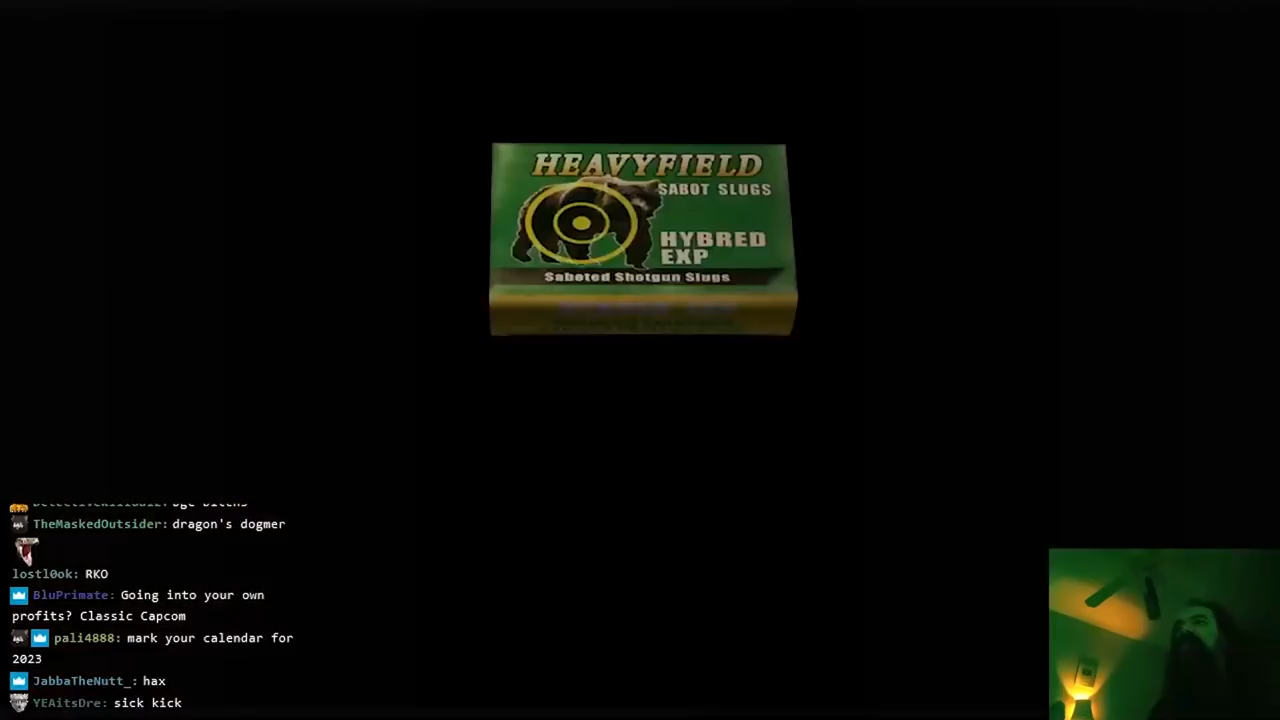 HEAVYFIELD
SABOT SLUGS
HYBRED
EXP
Saboted Shotgun Slugs
TheMaskedOutsider: dragon's dogmer
lostl0ok: RKO
BluPrimate: Going into your own
profits? Classic Capcom
pali4888: mark your calendar for
2023
JabbaTheNutt_: hax
YEAitsDre: sick kick